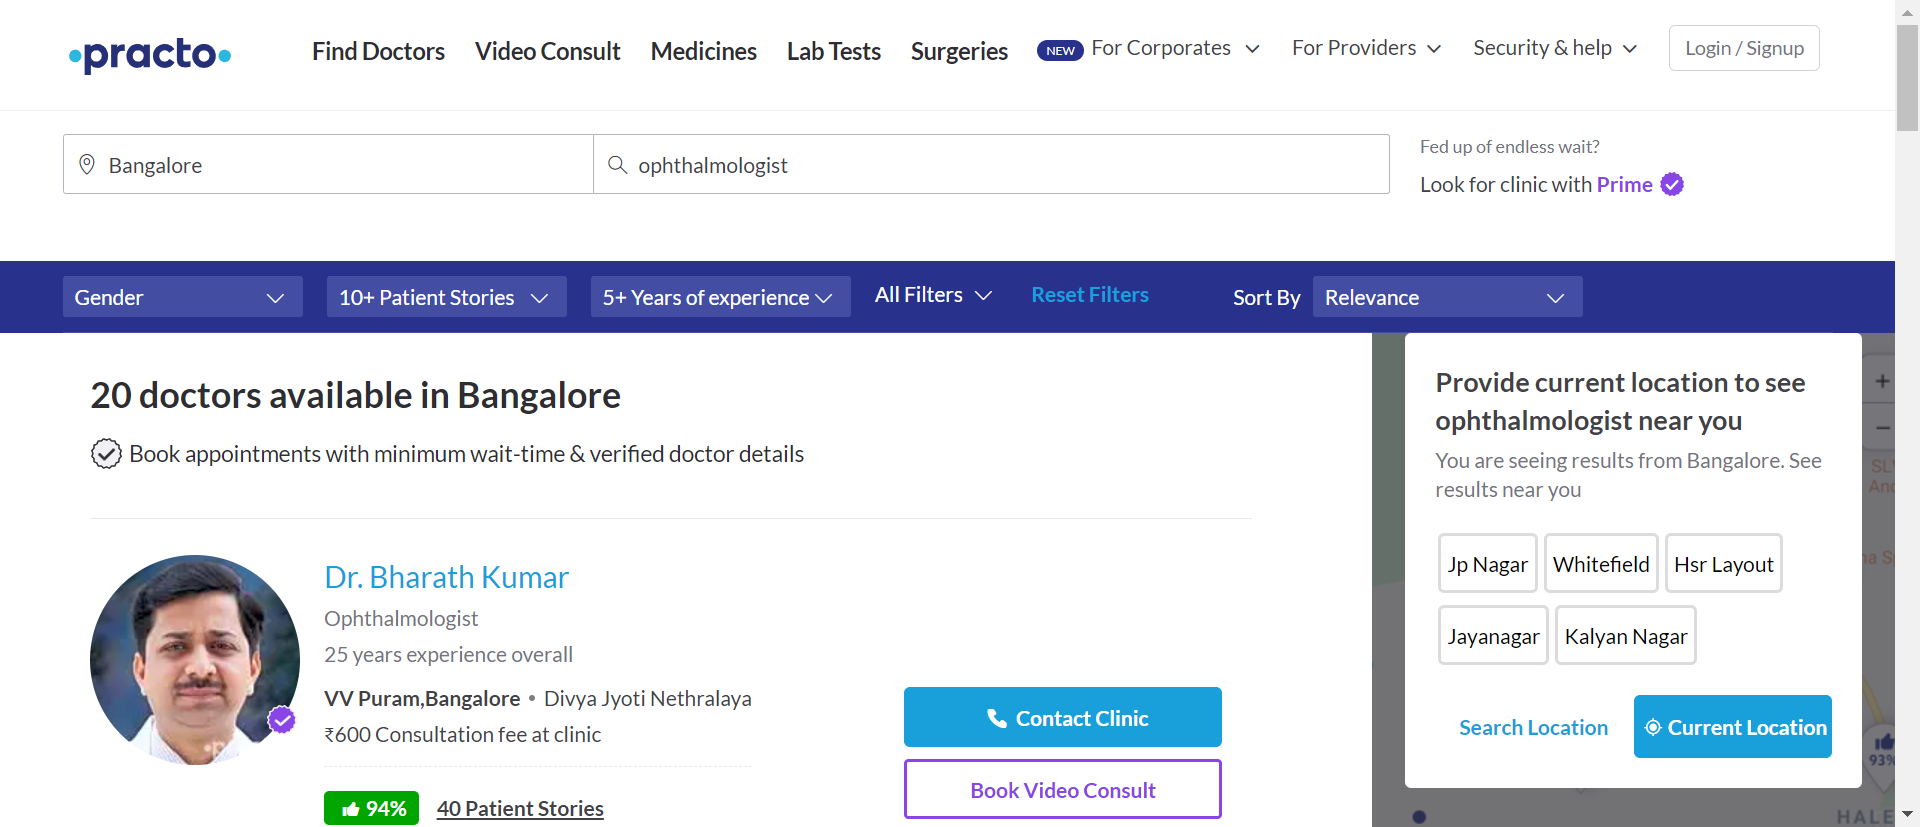 practo
Find Doctors
Video Consult
Medicines
Lab Tests
Surgeries
NEW For Corporates
For Providers
Security & help
Login / Signup
Bangalore
ophthalmologist
Fed up of endless wait?
Look for clinic with Prime
Gender
10+ Patient Stories
5+ Years of experience
All Filters
Reset Filters
Sort By
Relevance
20 doctors available in Bangalore
Book appointments with minimum wait-time & verified doctor details
Dr. Bharath Kumar
Ophthalmologist
25 years experience overall
VV Puram,Bangalore • Divya Jyoti Nethralaya
₹600 Consultation fee at clinic
94% 40 Patient Stories
Contact Clinic
Book Video Consult
Provide current location to see
ophthalmologist near you
You are seeing results from Bangalore. See
results near you
Jp Nagar
Whitefield
Hsr Layout
Jayanagar
Kalyan Nagar
Search Location
Current Location
+
−
93%
HALE